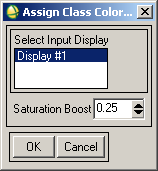 Assign Class Color...
Select Input Display
Display #1
Saturation Boost 0.25
OK Cancel